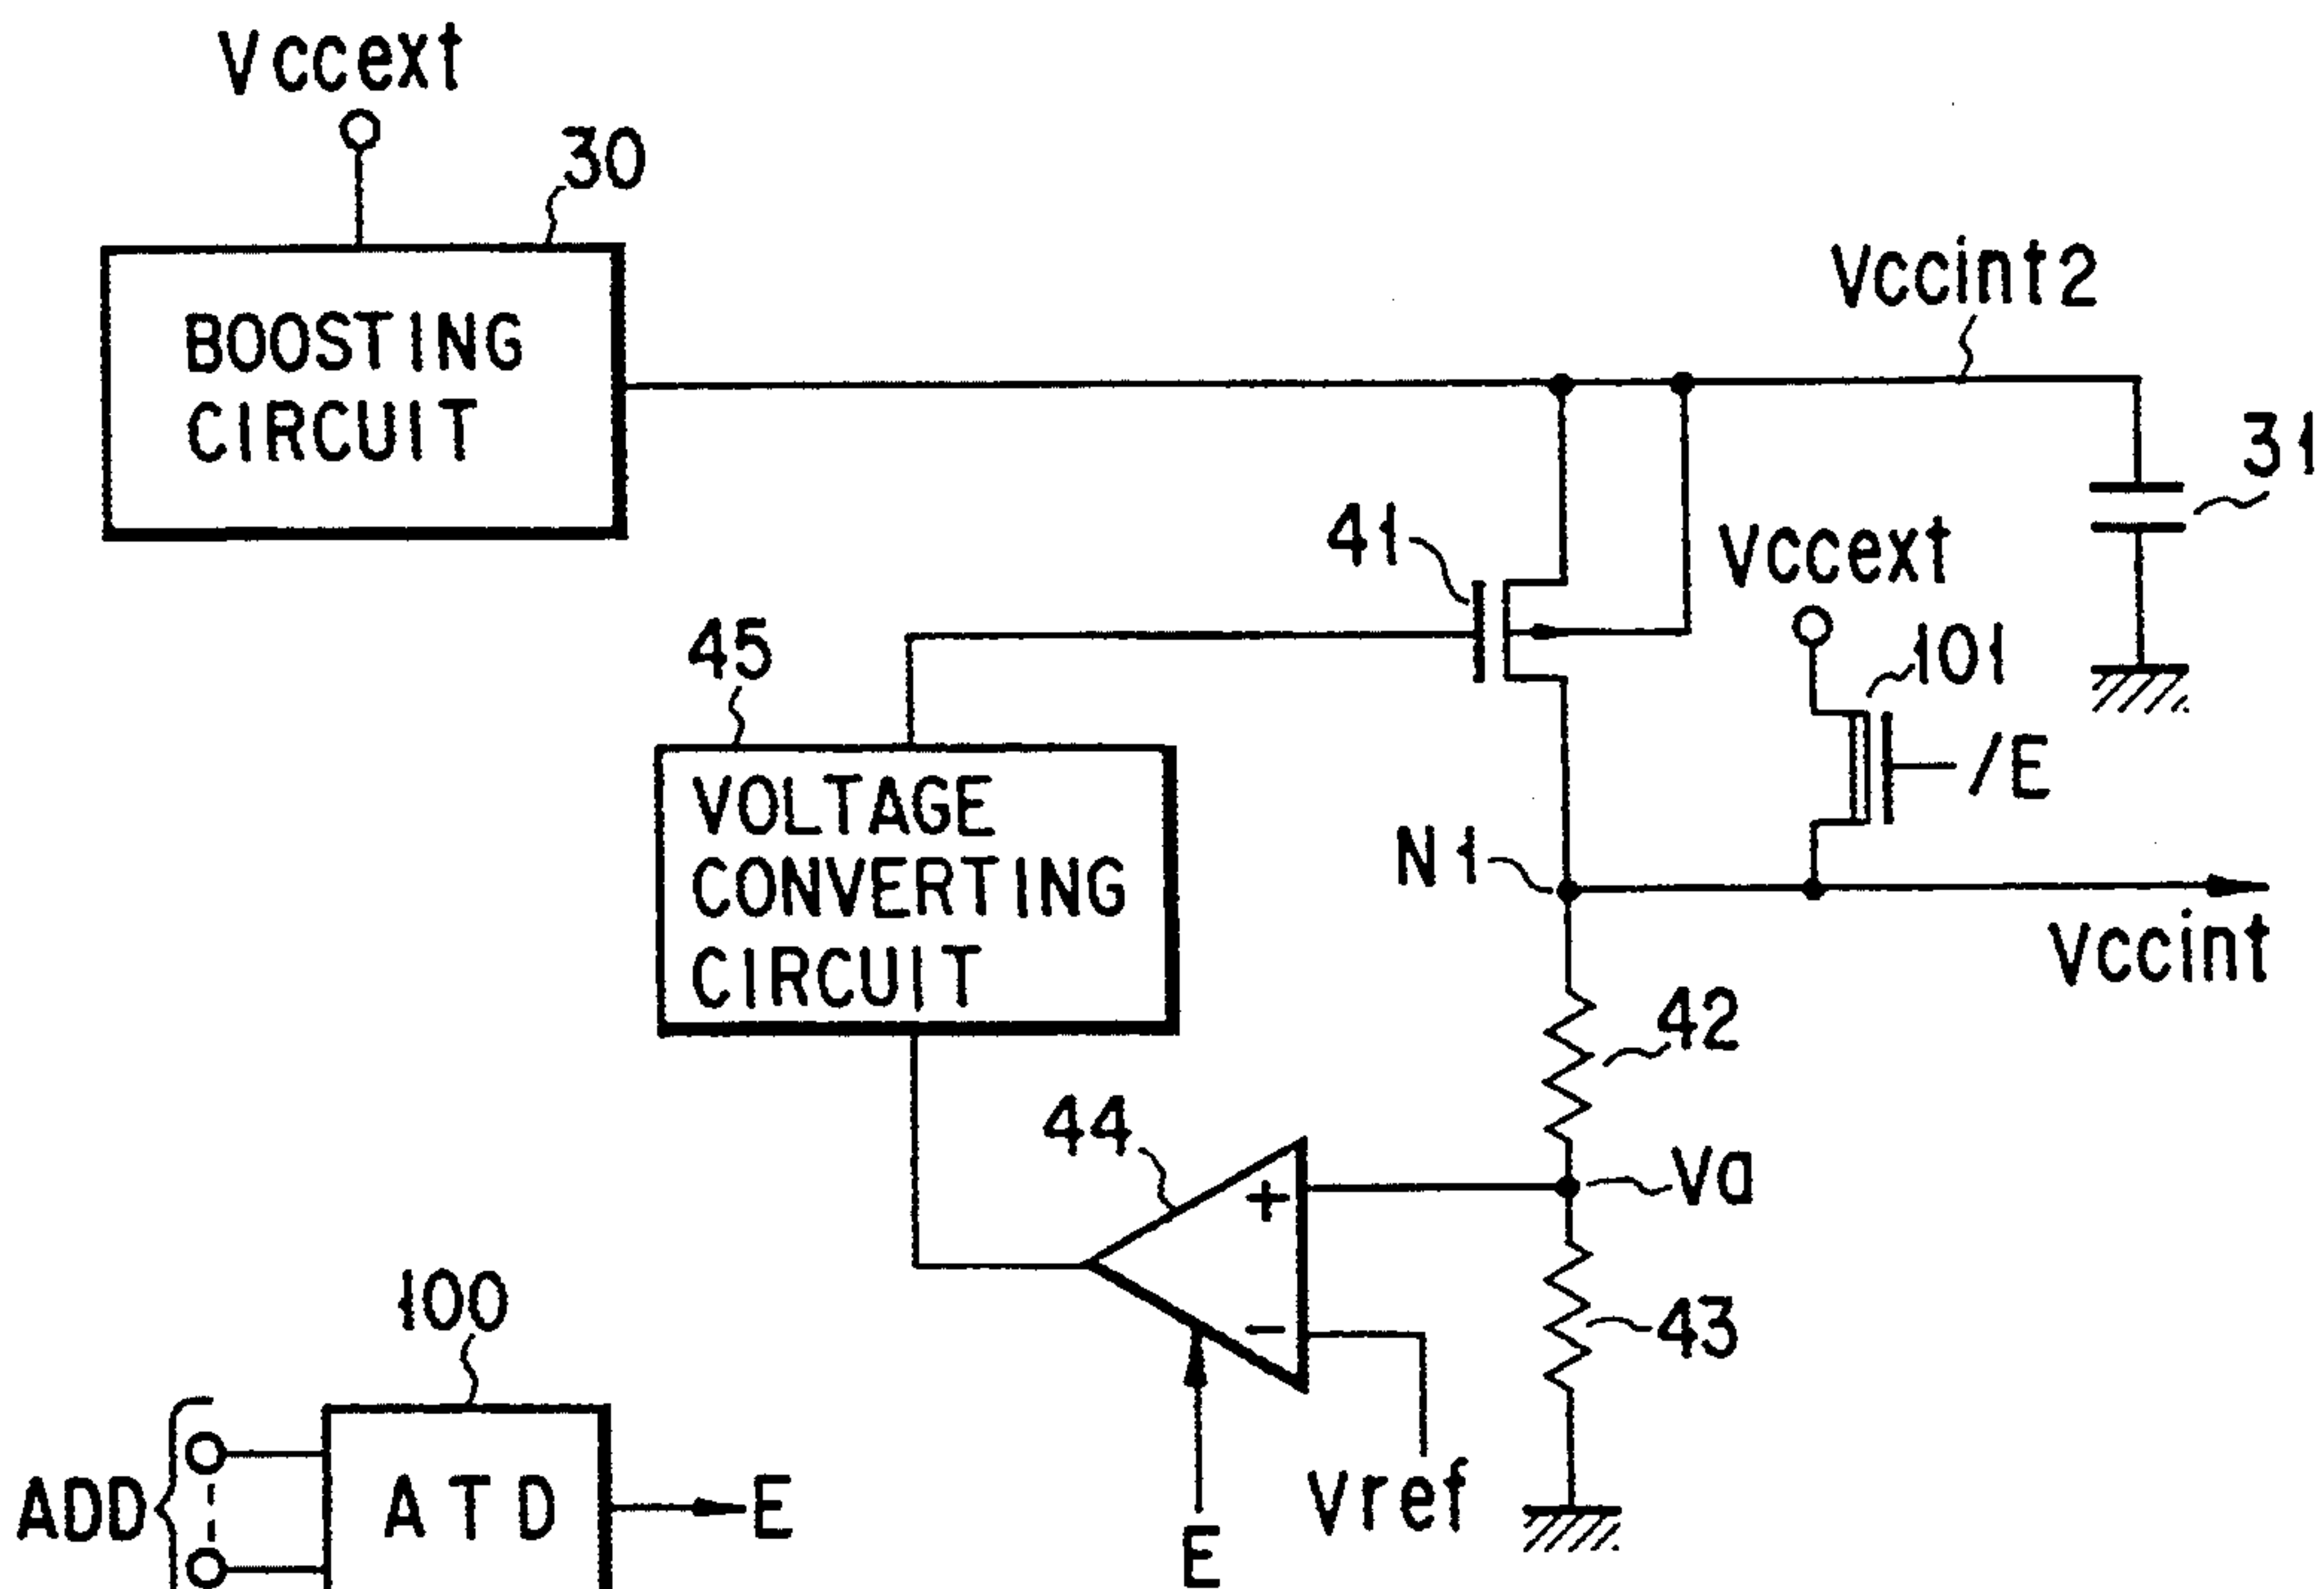 Vccext
30
BOOSTING
CIRCUIT
Vccint2
31
41
Vccext
101
/E
45
VOLTAGE
CONVERTING
CIRCUIT
N1
Vccint
42
44
+
Va
-
43
Vref
E
100
ADD
ATD
E